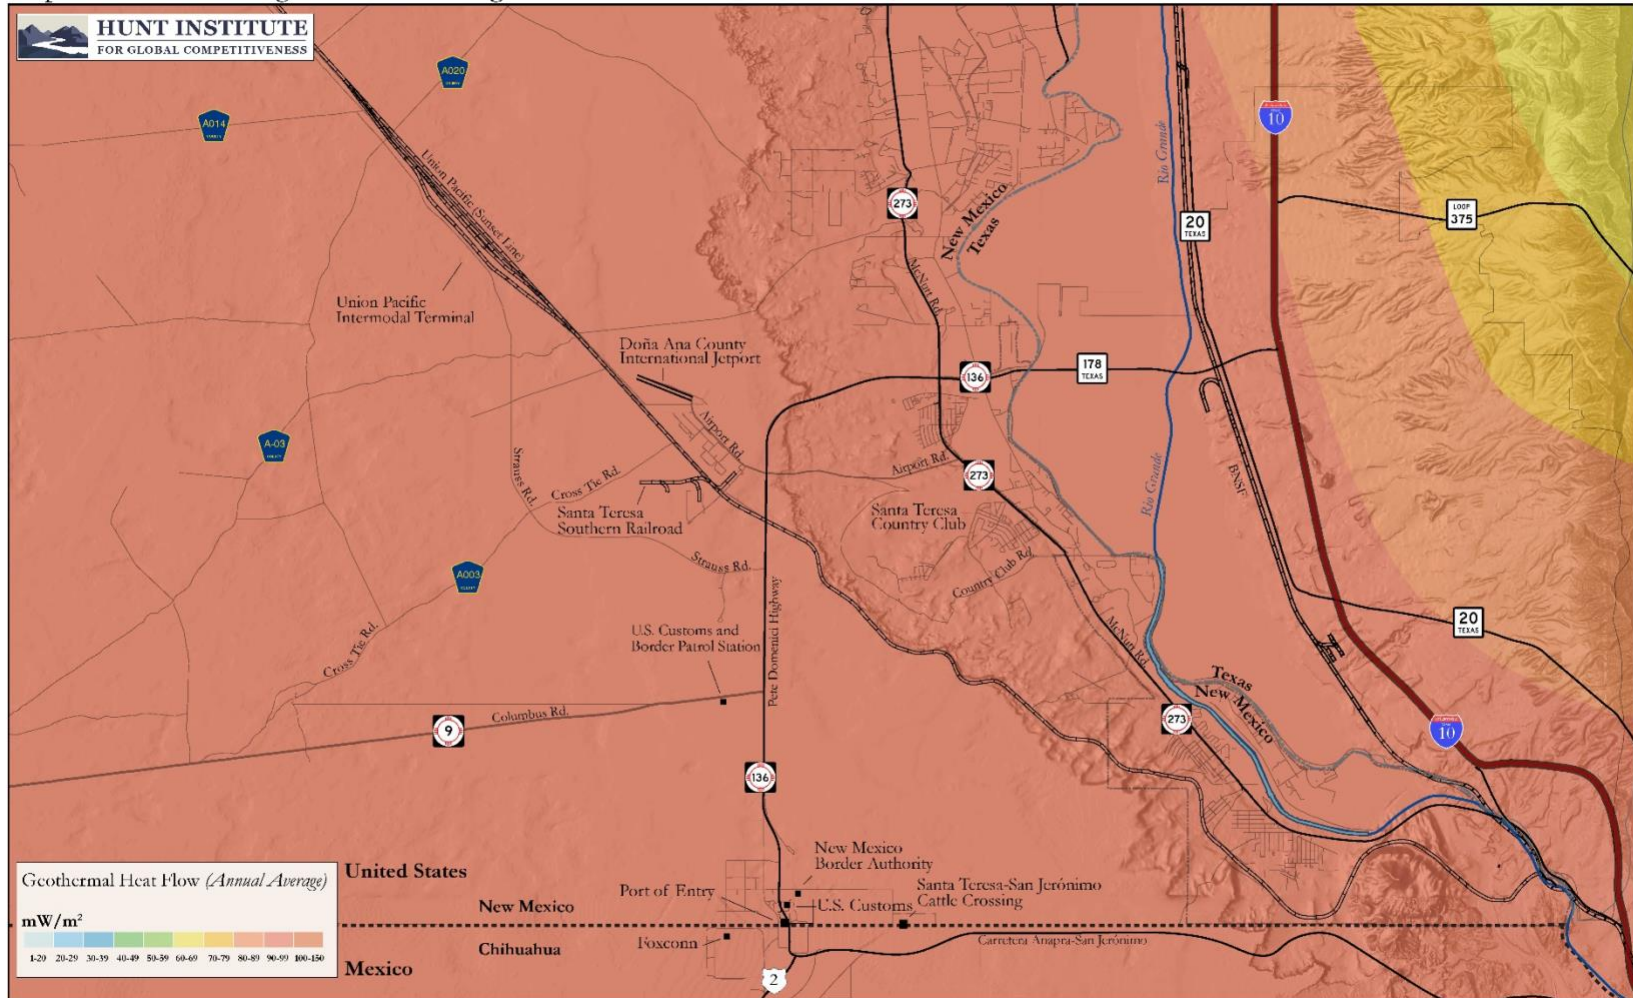 HUNT INSTITUTE
FOR GLOBAL COMPETITIVENESS
A020
A014
10
Union Pacific (Sunset Lane)
Rio Grande
273
New Mexico
Texas
20
TEXAS
LOOP
375
McNutt Rd.
Union Pacific
Intermodal Terminal
Doña Ana County
International Jetport
136
178
TEXAS
A-03
Airport Rd.
Strauss Rd.
Cross Tie Rd.
Airport Rd.
273
BNSF
Rio Grande
Santa Teresa
Southern Railroad
Santa Teresa
Country Club
Strauss Rd.
A003
Country Club Rd.
Pete Domenici Highway
U.S. Customs and
Border Patrol Station
Cross Tie Rd.
McNutt Rd.
20
TEXAS
Texas
New Mexico
Columbus Rd.
9
273
10
136
New Mexico
Border Authority
Port of Entry
U.S. Customs
Santa Teresa-San Jerónimo
Cattle Crossing
Foxconn
Carretera Anapra-San Jerónimo
2
United States
New Mexico
Chihuahua
Mexico
Geothermal Heat Flow (Annual Average)
mW/m²
1-20 20-29 30-39 40-49 50-59 60-69 70-79 80-89 90-99 100-150